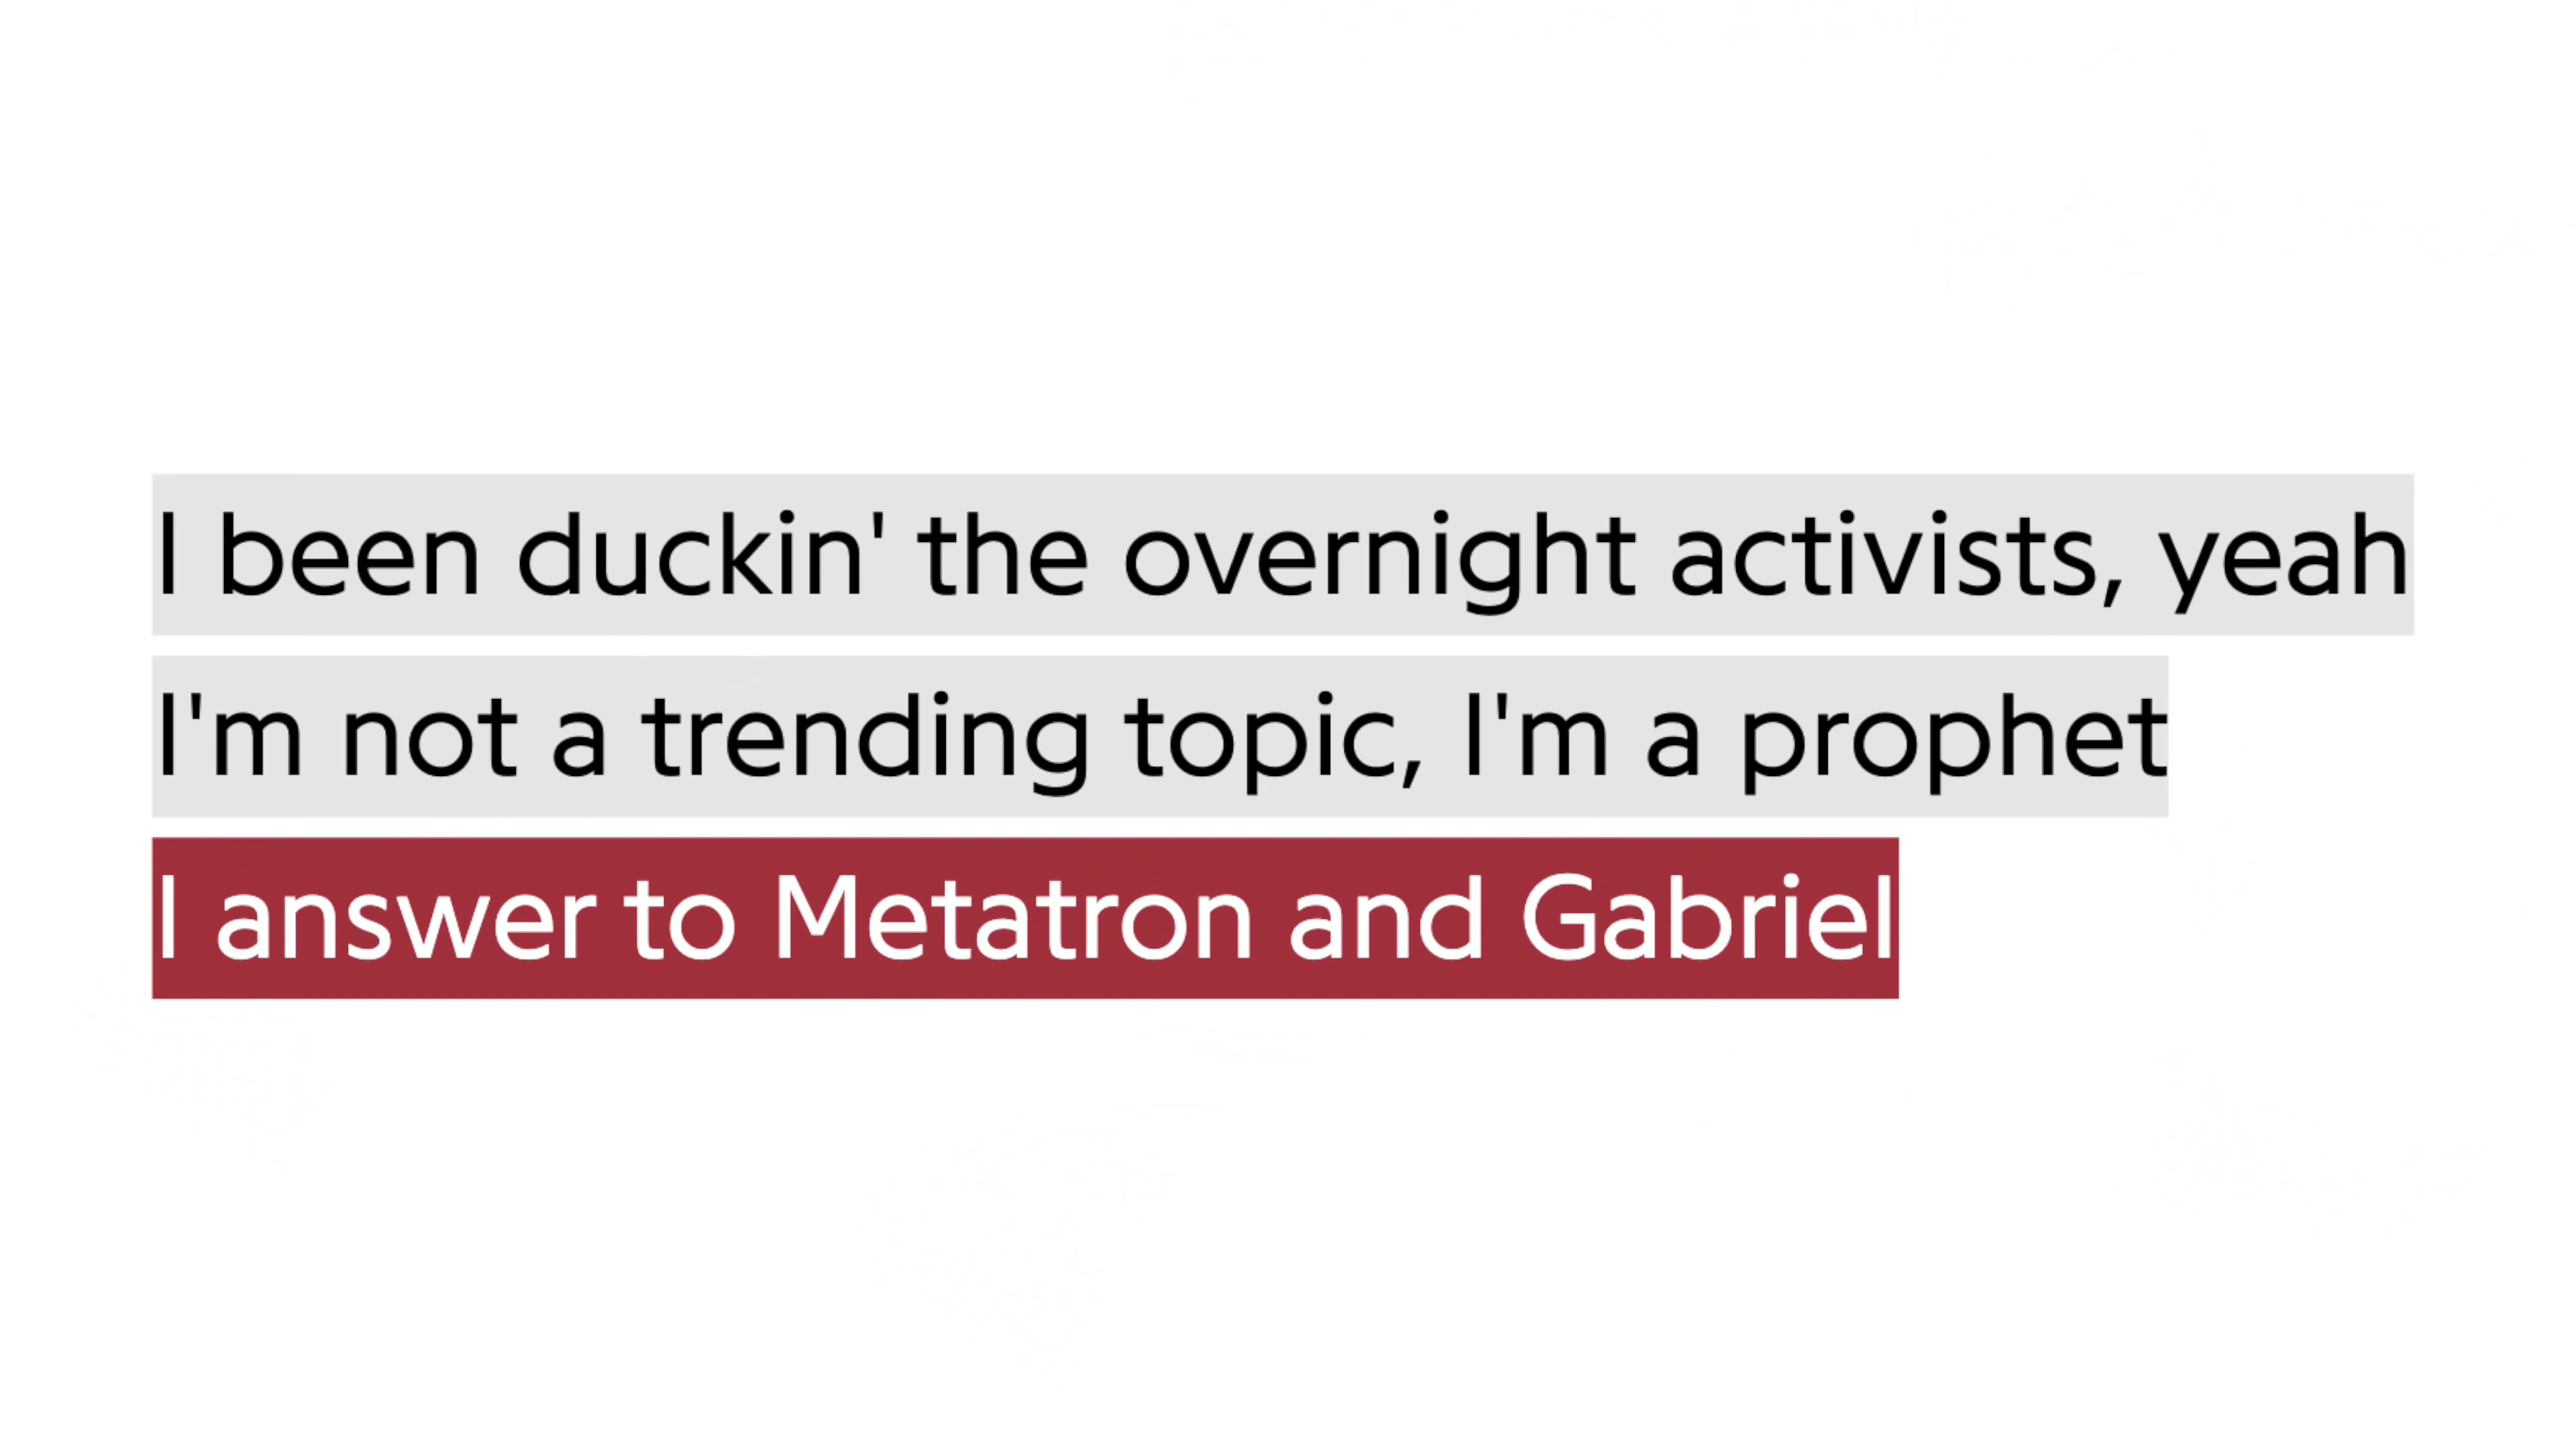 I been duckin' the overnight activists, yeah
I'm not a trending topic, I'm a prophet
I answer to Metatron and Gabriel